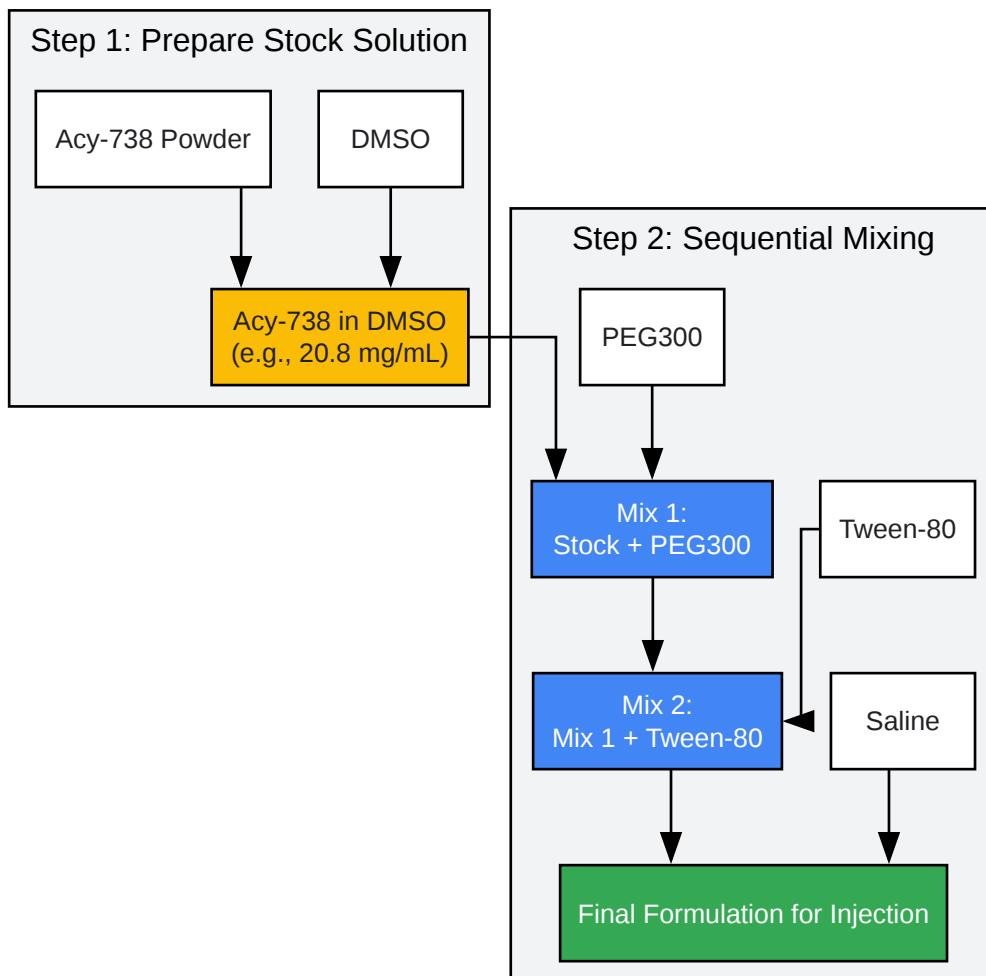 Step 1: Prepare Stock Solution
Acy-738 Powder
DMSO
Acy-738 in DMSO
(e.g., 20.8 mg/mL)
Step 2: Sequential Mixing
PEG300
Mix 1:
Stock + PEG300
Tween-80
Mix 2:
Mix 1 + Tween-80
Saline
Final Formulation for Injection